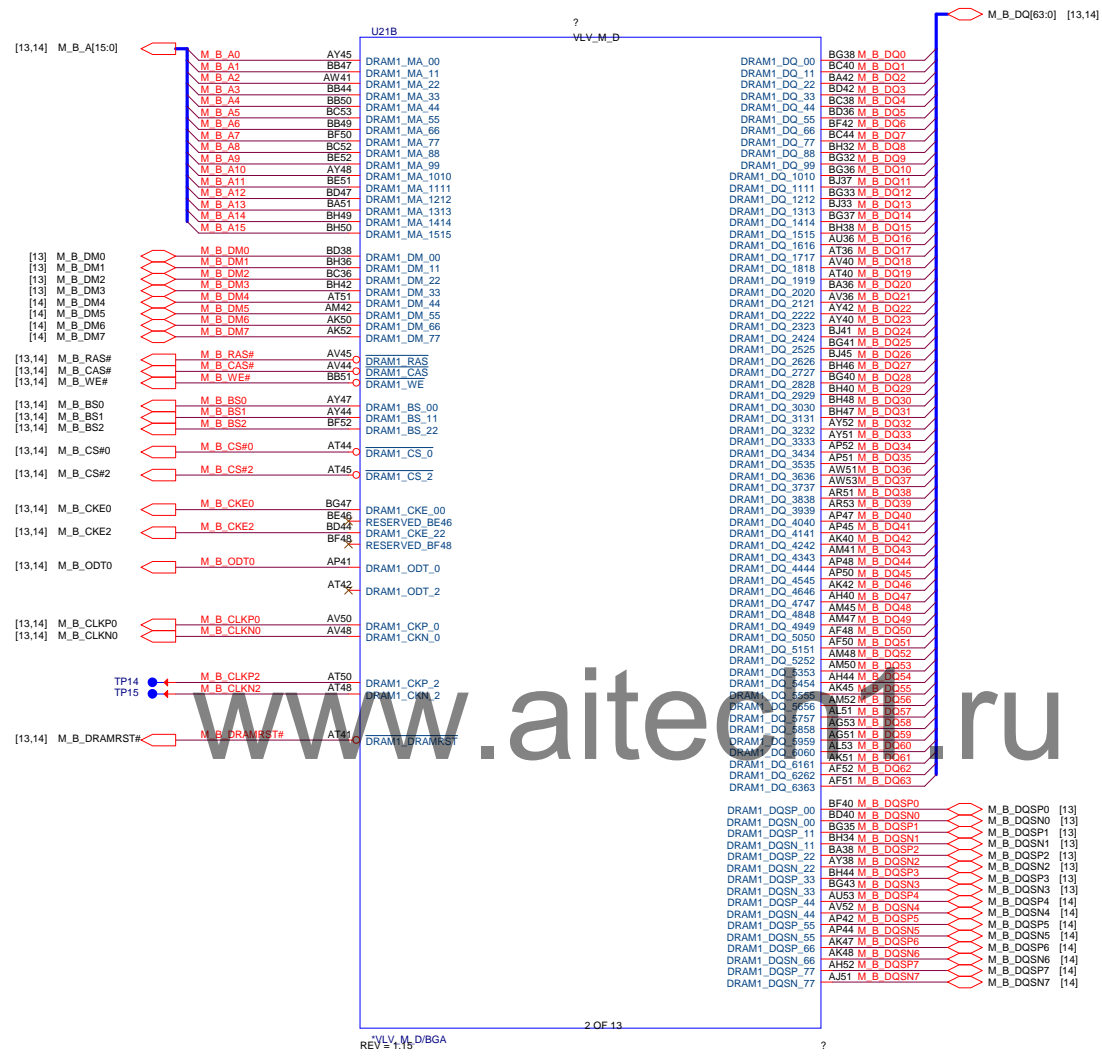 ?
U21B
VLV_M_D
M_B_DQ[63:0] [13,14]
[13,14] M_B_A[15:0]
M_B_A0 AY45 DRAM1_MA_00
M_B_A1 BB47 DRAM1_MA_11
M_B_A2 AW41 DRAM1_MA_22
M_B_A3 BB44 DRAM1_MA_33
M_B_A4 BB50 DRAM1_MA_44
M_B_A5 BC53 DRAM1_MA_55
M_B_A6 BB49 DRAM1_MA_66
M_B_A7 BF50 DRAM1_MA_77
M_B_A8 BC52 DRAM1_MA_88
M_B_A9 BE52 DRAM1_MA_99
M_B_A10 AY48 DRAM1_MA_1010
M_B_A11 BE51 DRAM1_MA_1111
M_B_A12 BD47 DRAM1_MA_1212
M_B_A13 BA51 DRAM1_MA_1313
M_B_A14 BH49 DRAM1_MA_1414
M_B_A15 BH50 DRAM1_MA_1515
[13] M_B_DM0 M_B_DM0 BD38 DRAM1_DM_00
[13] M_B_DM1 M_B_DM1 BH36 DRAM1_DM_11
[13] M_B_DM2 M_B_DM2 BC36 DRAM1_DM_22
[13] M_B_DM3 M_B_DM3 BH42 DRAM1_DM_33
[14] M_B_DM4 M_B_DM4 AT51 DRAM1_DM_44
[14] M_B_DM5 M_B_DM5 AM42 DRAM1_DM_55
[14] M_B_DM6 M_B_DM6 AK50 DRAM1_DM_66
[14] M_B_DM7 M_B_DM7 AK52 DRAM1_DM_77
[13,14] M_B_RAS# M_B_RAS# AV45 DRAM1_RAS
[13,14] M_B_CAS# M_B_CAS# AV44 DRAM1_CAS
[13,14] M_B_WE# M_B_WE# BB51 DRAM1_WE
[13,14] M_B_BS0 M_B_BS0 AY47 DRAM1_BS_00
[13,14] M_B_BS1 M_B_BS1 AY44 DRAM1_BS_11
[13,14] M_B_BS2 M_B_BS2 BF52 DRAM1_BS_22
[13,14] M_B_CS#0 M_B_CS#0 AT44 DRAM1_CS_0
[13,14] M_B_CS#2 M_B_CS#2 AT45 DRAM1_CS_2
[13,14] M_B_CKE0 M_B_CKE0 BG47 DRAM1_CKE_00
BE46 RESERVED_BE46
[13,14] M_B_CKE2 M_B_CKE2 BD44 DRAM1_CKE_22
BF48 RESERVED_BF48
[13,14] M_B_ODT0 M_B_ODT0 AP41 DRAM1_ODT_0
AT42 DRAM1_ODT_2
[13,14] M_B_CLKP0 M_B_CLKP0 AV50 DRAM1_CKP_0
[13,14] M_B_CLKN0 M_B_CLKN0 AV48 DRAM1_CKN_0
TP14 M_B_CLKP2 AT50 DRAM1_CKP_2
TP15 M_B_CLKN2 AT48 DRAM1_CKN_2
[13,14] M_B_DRAMRST# M_B_DRAMRST# AT41 DRAM1_DRAMRST
DRAM1_DQ_00 BG38 M_B_DQ0
DRAM1_DQ_11 BC40 M_B_DQ1
DRAM1_DQ_22 BA42 M_B_DQ2
DRAM1_DQ_33 BD42 M_B_DQ3
DRAM1_DQ_44 BC38 M_B_DQ4
DRAM1_DQ_55 BD36 M_B_DQ5
DRAM1_DQ_66 BF42 M_B_DQ6
DRAM1_DQ_77 BC44 M_B_DQ7
DRAM1_DQ_88 BH32 M_B_DQ8
DRAM1_DQ_99 BG32 M_B_DQ9
DRAM1_DQ_1010 BG36 M_B_DQ10
DRAM1_DQ_1111 BJ37 M_B_DQ11
DRAM1_DQ_1212 BG33 M_B_DQ12
DRAM1_DQ_1313 BJ33 M_B_DQ13
DRAM1_DQ_1414 BG37 M_B_DQ14
DRAM1_DQ_1515 BH38 M_B_DQ15
DRAM1_DQ_1616 AU36 M_B_DQ16
DRAM1_DQ_1717 AT36 M_B_DQ17
DRAM1_DQ_1818 AV40 M_B_DQ18
DRAM1_DQ_1919 AT40 M_B_DQ19
DRAM1_DQ_2020 BA36 M_B_DQ20
DRAM1_DQ_2121 AV36 M_B_DQ21
DRAM1_DQ_2222 AY42 M_B_DQ22
DRAM1_DQ_2323 AY40 M_B_DQ23
DRAM1_DQ_2424 BJ41 M_B_DQ24
DRAM1_DQ_2525 BG41 M_B_DQ25
DRAM1_DQ_2626 BJ45 M_B_DQ26
DRAM1_DQ_2727 BH46 M_B_DQ27
DRAM1_DQ_2828 BG40 M_B_DQ28
DRAM1_DQ_2929 BH40 M_B_DQ29
DRAM1_DQ_3030 BH48 M_B_DQ30
DRAM1_DQ_3131 BH47 M_B_DQ31
DRAM1_DQ_3232 AY52 M_B_DQ32
DRAM1_DQ_3333 AY51 M_B_DQ33
DRAM1_DQ_3434 AP52 M_B_DQ34
DRAM1_DQ_3535 AP51 M_B_DQ35
DRAM1_DQ_3636 AW51 M_B_DQ36
DRAM1_DQ_3737 AW53 M_B_DQ37
DRAM1_DQ_3838 AR51 M_B_DQ38
DRAM1_DQ_3939 AR53 M_B_DQ39
DRAM1_DQ_4040 AP47 M_B_DQ40
DRAM1_DQ_4141 AP45 M_B_DQ41
DRAM1_DQ_4242 AK40 M_B_DQ42
DRAM1_DQ_4343 AM41 M_B_DQ43
DRAM1_DQ_4444 AP48 M_B_DQ44
DRAM1_DQ_4545 AP50 M_B_DQ45
DRAM1_DQ_4646 AK42 M_B_DQ46
DRAM1_DQ_4747 AH40 M_B_DQ47
DRAM1_DQ_4848 AM45 M_B_DQ48
DRAM1_DQ_4949 AM47 M_B_DQ49
DRAM1_DQ_5050 AF48 M_B_DQ50
DRAM1_DQ_5151 AF50 M_B_DQ51
DRAM1_DQ_5252 AM48 M_B_DQ52
DRAM1_DQ_5353 AM50 M_B_DQ53
DRAM1_DQ_5454 AH44 M_B_DQ54
DRAM1_DQ_5555 AK45 M_B_DQ55
DRAM1_DQ_5656 AM52 M_B_DQ56
DRAM1_DQ_5757 AL51 M_B_DQ57
DRAM1_DQ_5858 AG53 M_B_DQ58
DRAM1_DQ_5959 AG51 M_B_DQ59
DRAM1_DQ_6060 AL53 M_B_DQ60
DRAM1_DQ_6161 AK51 M_B_DQ61
DRAM1_DQ_6262 AF52 M_B_DQ62
DRAM1_DQ_6363 AF51 M_B_DQ63
www.aitech1.ru
DRAM1_DQSP_00 BF40 M_B_DQSP0 M_B_DQSP0 [13]
DRAM1_DQSN_00 BD40 M_B_DQSN0 M_B_DQSN0 [13]
DRAM1_DQSP_11 BG35 M_B_DQSP1 M_B_DQSP1 [13]
DRAM1_DQSN_11 BH34 M_B_DQSN1 M_B_DQSN1 [13]
DRAM1_DQSP_22 BA38 M_B_DQSP2 M_B_DQSP2 [13]
DRAM1_DQSN_22 AY38 M_B_DQSN2 M_B_DQSN2 [13]
DRAM1_DQSP_33 BH44 M_B_DQSP3 M_B_DQSP3 [13]
DRAM1_DQSN_33 BG43 M_B_DQSN3 M_B_DQSN3 [13]
DRAM1_DQSP_44 AU53 M_B_DQSP4 M_B_DQSP4 [14]
DRAM1_DQSN_44 AV52 M_B_DQSN4 M_B_DQSN4 [14]
DRAM1_DQSP_55 AP42 M_B_DQSP5 M_B_DQSP5 [14]
DRAM1_DQSN_55 AP44 M_B_DQSN5 M_B_DQSN5 [14]
DRAM1_DQSP_66 AK47 M_B_DQSP6 M_B_DQSP6 [14]
DRAM1_DQSN_66 AK48 M_B_DQSN6 M_B_DQSN6 [14]
DRAM1_DQSP_77 AH52 M_B_DQSP7 M_B_DQSP7 [14]
DRAM1_DQSN_77 AJ51 M_B_DQSN7 M_B_DQSN7 [14]
2 OF 13
*VLV_M_D/BGA
REV = 1.15
?